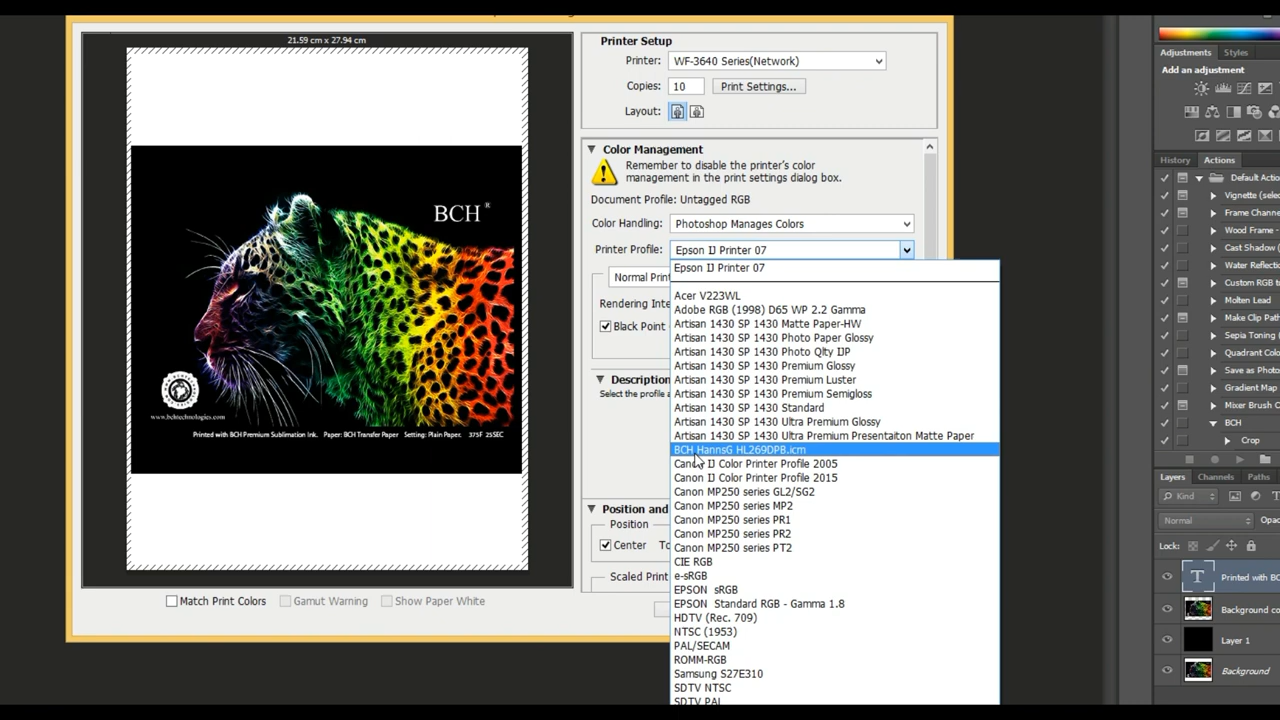 21.59 cm x 27.94 cm
BCH ®
www.bchtechnologies.com
Printed with BCH Premium Sublimation Ink. Paper: BCH Transfer Paper Setting: Plain Paper. 375F 25SEC
Match Print Colors
Gamut Warning
Show Paper White
Printer Setup
Printer: WF-3640 Series(Network)
Copies: 10 Print Settings...
Layout:
Color Management
Remember to disable the printer's color
management in the print settings dialog box.
Document Profile: Untagged RGB
Color Handling: Photoshop Manages Colors
Printer Profile: Epson IJ Printer 07
Normal Prin
Rendering Inte
Black Point
Description
Select the profile a
Position and
Position
Center To
Scaled Print
Epson IJ Printer 07
Acer V223WL
Adobe RGB (1998) D65 WP 2.2 Gamma
Artisan 1430 SP 1430 Matte Paper-HW
Artisan 1430 SP 1430 Photo Paper Glossy
Artisan 1430 SP 1430 Photo Qlty IJP
Artisan 1430 SP 1430 Premium Glossy
Artisan 1430 SP 1430 Premium Luster
Artisan 1430 SP 1430 Premium Semigloss
Artisan 1430 SP 1430 Standard
Artisan 1430 SP 1430 Ultra Premium Glossy
Artisan 1430 SP 1430 Ultra Premium Presentaiton Matte Paper
BCH HannsG HL269DPB.icm
Canon IJ Color Printer Profile 2005
Canon IJ Color Printer Profile 2015
Canon MP250 series GL2/SG2
Canon MP250 series MP2
Canon MP250 series PR1
Canon MP250 series PR2
Canon MP250 series PT2
CIE RGB
e-sRGB
EPSON sRGB
EPSON Standard RGB - Gamma 1.8
HDTV (Rec. 709)
NTSC (1953)
PAL/SECAM
ROMM-RGB
Samsung S27E310
SDTV NTSC
SDTV PAL
Adjustments Styles
Add an adjustment
History Actions
Default Actio
Vignette (selec
Frame Channe
Wood Frame -
Cast Shadow
Water Reflectio
Custom RGB to
Molten Lead
Make Clip Path
Sepia Toning (
Quadrant Color
Save as Photos
Gradient Map
Mixer Brush C
BCH
Crop
Layers Channels Paths
Kind
Normal Opac
Lock:
Printed with BC
Background co
Layer 1
Background